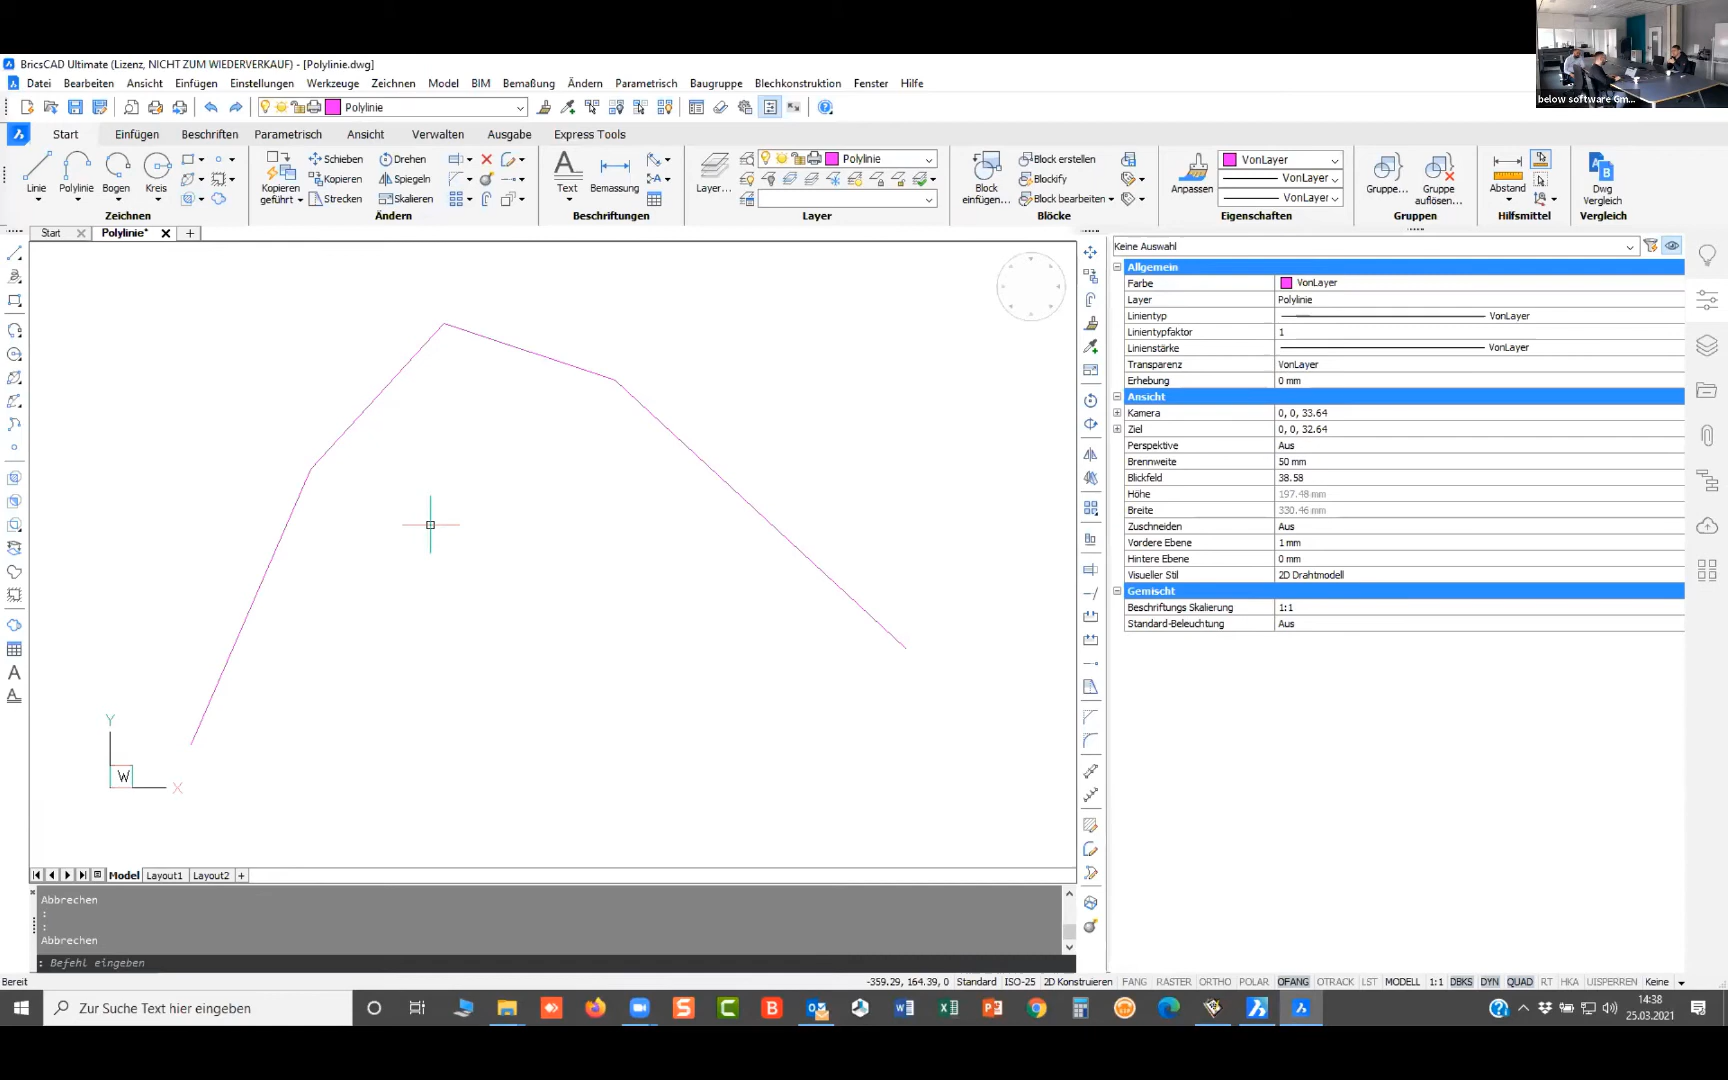 below software Gm...
BricsCAD Ultimate (Lizenz, NICHT ZUM WIEDERVERKAUF) - [Polylinie.dwg]
Datei Bearbeiten Ansicht Einfügen Einstellungen Werkzeuge Zeichnen Model BIM Bemaßung Ändern Parametrisch Baugruppe Blechkonstruktion Fenster Hilfe
Polylinie
Start Einfügen Beschriften Parametrisch Ansicht Verwalten Ausgabe Express Tools
Linie Polylinie Bogen Kreis
Zeichnen
Kopieren geführt
Schieben Drehen
Kopieren Spiegeln
Strecken Skalieren
Ändern
Text Bemassung
Beschriftungen
Layer...
Polylinie
Layer
Block einfügen...
Block erstellen
Blockify
Block bearbeiten
Blöcke
Anpassen
VonLayer
VonLayer
VonLayer
Eigenschaften
Gruppe... Gruppe auflösen...
Gruppen
Abstand
Hilfsmittel
Dwg Vergleich
Vergleich
Start Polylinie*
Keine Auswahl
Allgemein
Farbe VonLayer
Layer Polylinie
Linientyp VonLayer
Linientypfaktor 1
Linienstärke VonLayer
Transparenz VonLayer
Erhebung 0 mm
Ansicht
Kamera 0, 0, 33.64
Ziel 0, 0, 32.64
Perspektive Aus
Brennweite 50 mm
Blickfeld 38.58
Höhe 197.48 mm
Breite 330.46 mm
Zuschneiden Aus
Vordere Ebene 1 mm
Hintere Ebene 0 mm
Visueller Stil 2D Drahtmodell
Gemischt
Beschriftungs Skalierung 1:1
Standard-Beleuchtung Aus
Y
W
X
Model Layout1 Layout2
Abbrechen
:
:
Abbrechen
: Befehl eingeben
Bereit
-359.29, 164.39, 0 Standard ISO-25 2D Konstruieren FANG RASTER ORTHO POLAR OFANG OTRACK LST MODELL 1:1 DBKS DYN QUAD RT HKA UISPERREN Keine
Zur Suche Text hier eingeben
14:38
25.03.2021